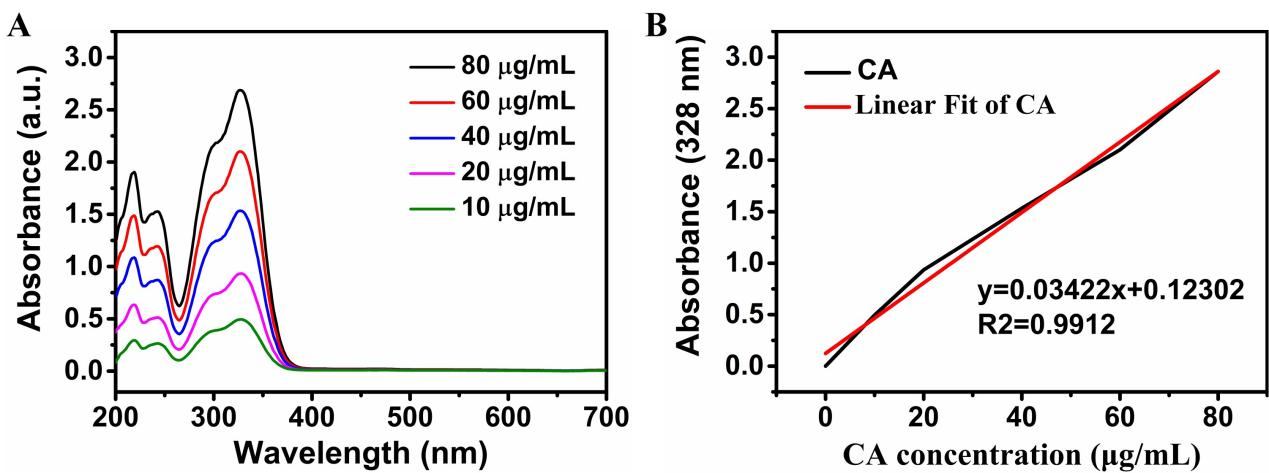 A
Absorbance (a.u.)
3.0
2.5
2.0
1.5
1.0
0.5
0.0
80 μg/mL
60 μg/mL
40 μg/mL
20 μg/mL
10 μg/mL
200 300 400 500 600 700
Wavelength (nm)
B
Absorbance (328 nm)
3.0
2.5
2.0
1.5
1.0
0.5
0.0
CA
Linear Fit of CA
y=0.03422x+0.12302
R2=0.9912
0 20 40 60 80
CA concentration (μg/mL)